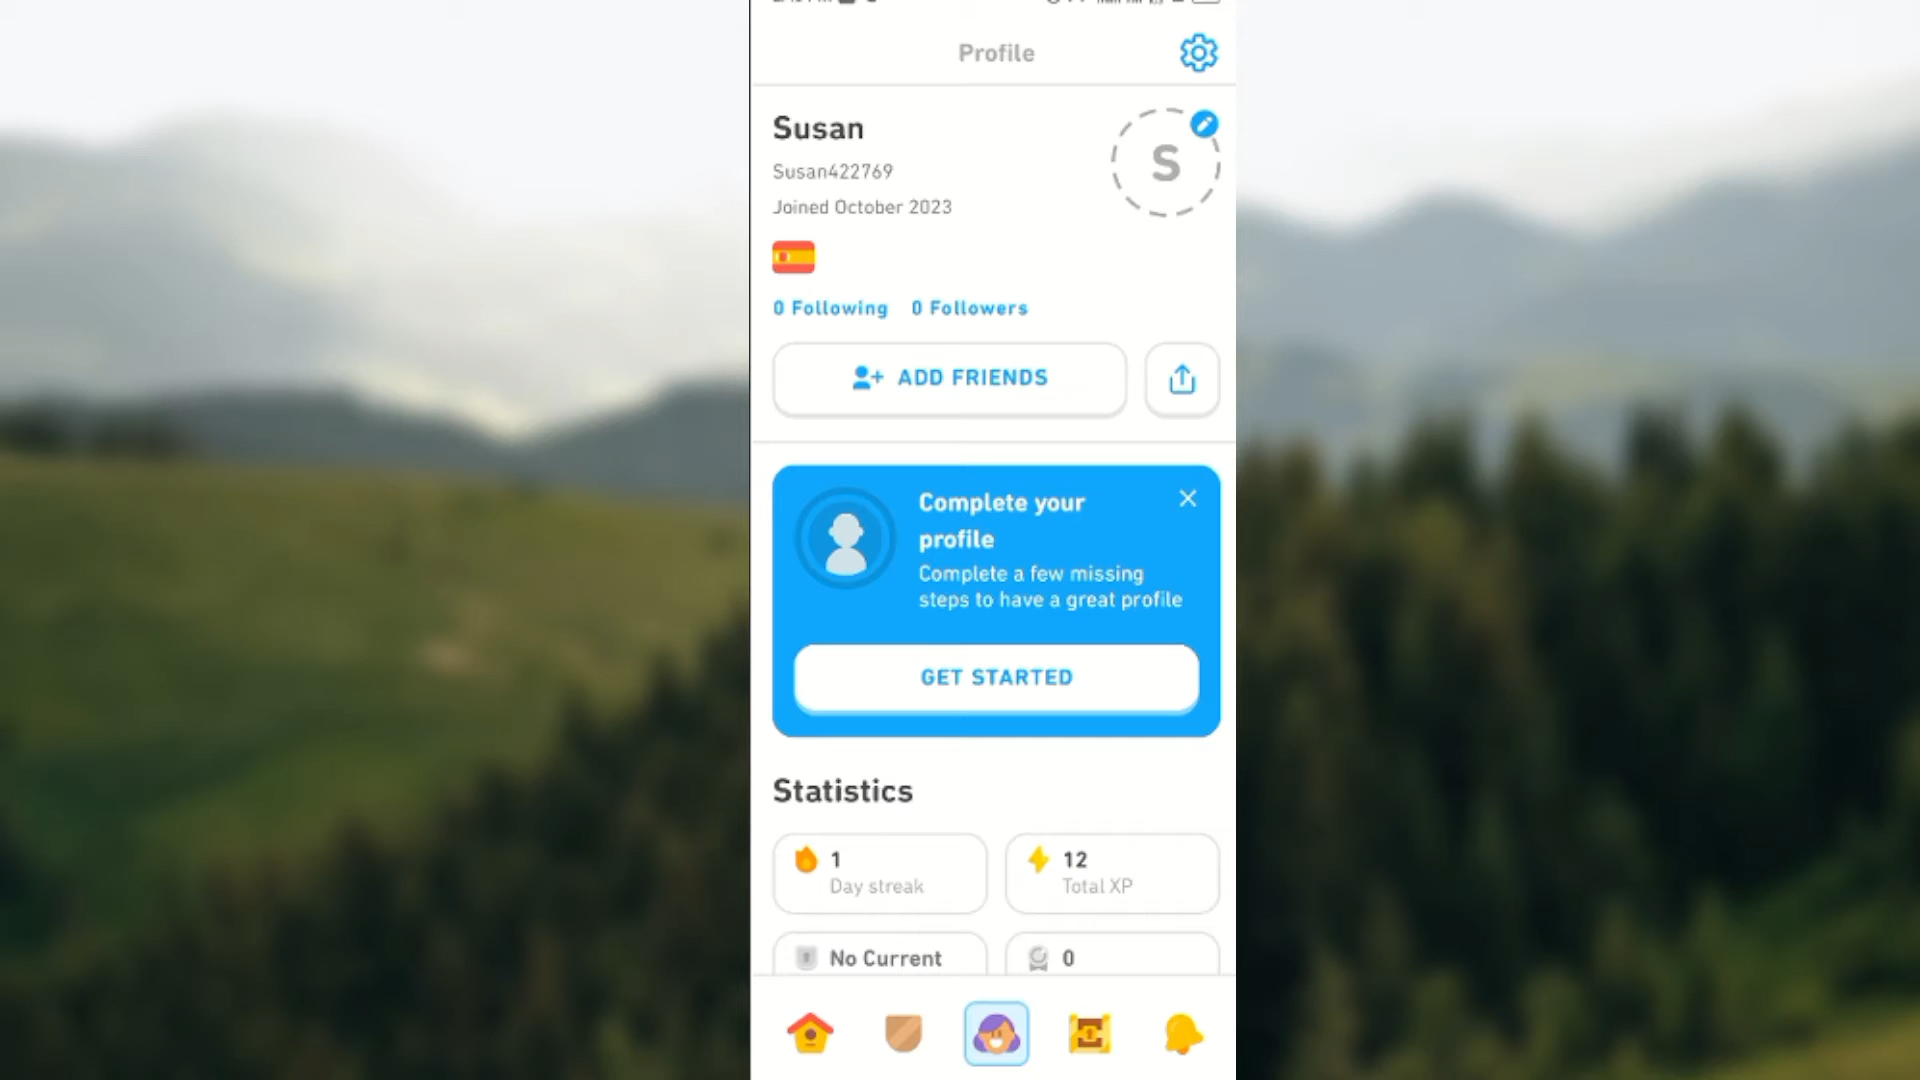 Profile
Susan
S
Susan422769
Joined October 2023
0 Following 0 Followers
ADD FRIENDS
Complete your
profile
Complete a few missing
steps to have a great profile
GET STARTED
Statistics
1
Day streak
12
Total XP
No Current
0